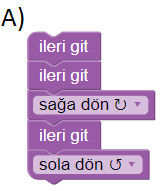 A)
ileri git
ileri git
sağa dön ↻
ileri git
sola dön ↺